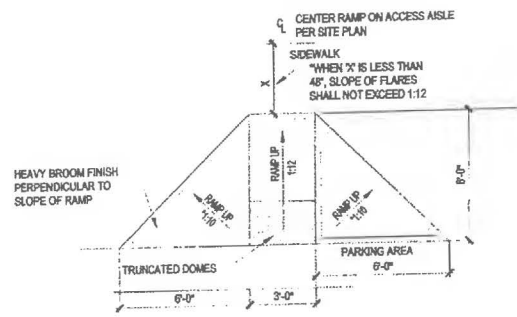 ℄ CENTER RAMP ON ACCESS AISLE
PER SITE PLAN
SIDEWALK
X
"WHEN 'X' IS LESS THAN
48", SLOPE OF FLARES
SHALL NOT EXCEED 1:12
HEAVY BROOM FINISH
PERPENDICULAR TO
SLOPE OF RAMP
RAMP UP
*1:10
RAMP UP
1:12
RAMP UP
*1:10
6'-0"
TRUNCATED DOMES
PARKING AREA
6'-0"
6'-0"
3'-0"